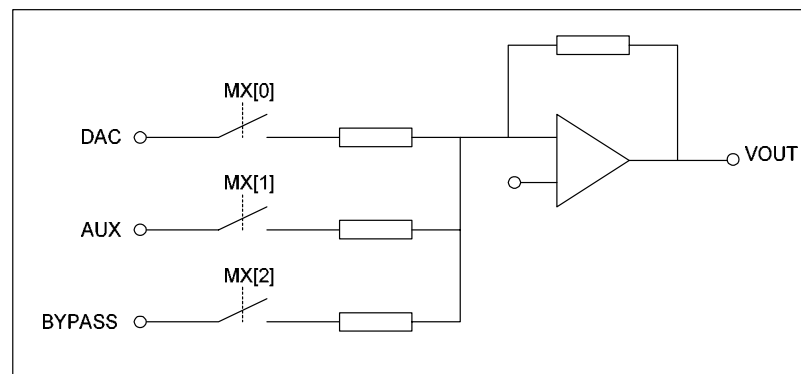 MX[0]
DAC
VOUT
MX[1]
AUX
MX[2]
BYPASS